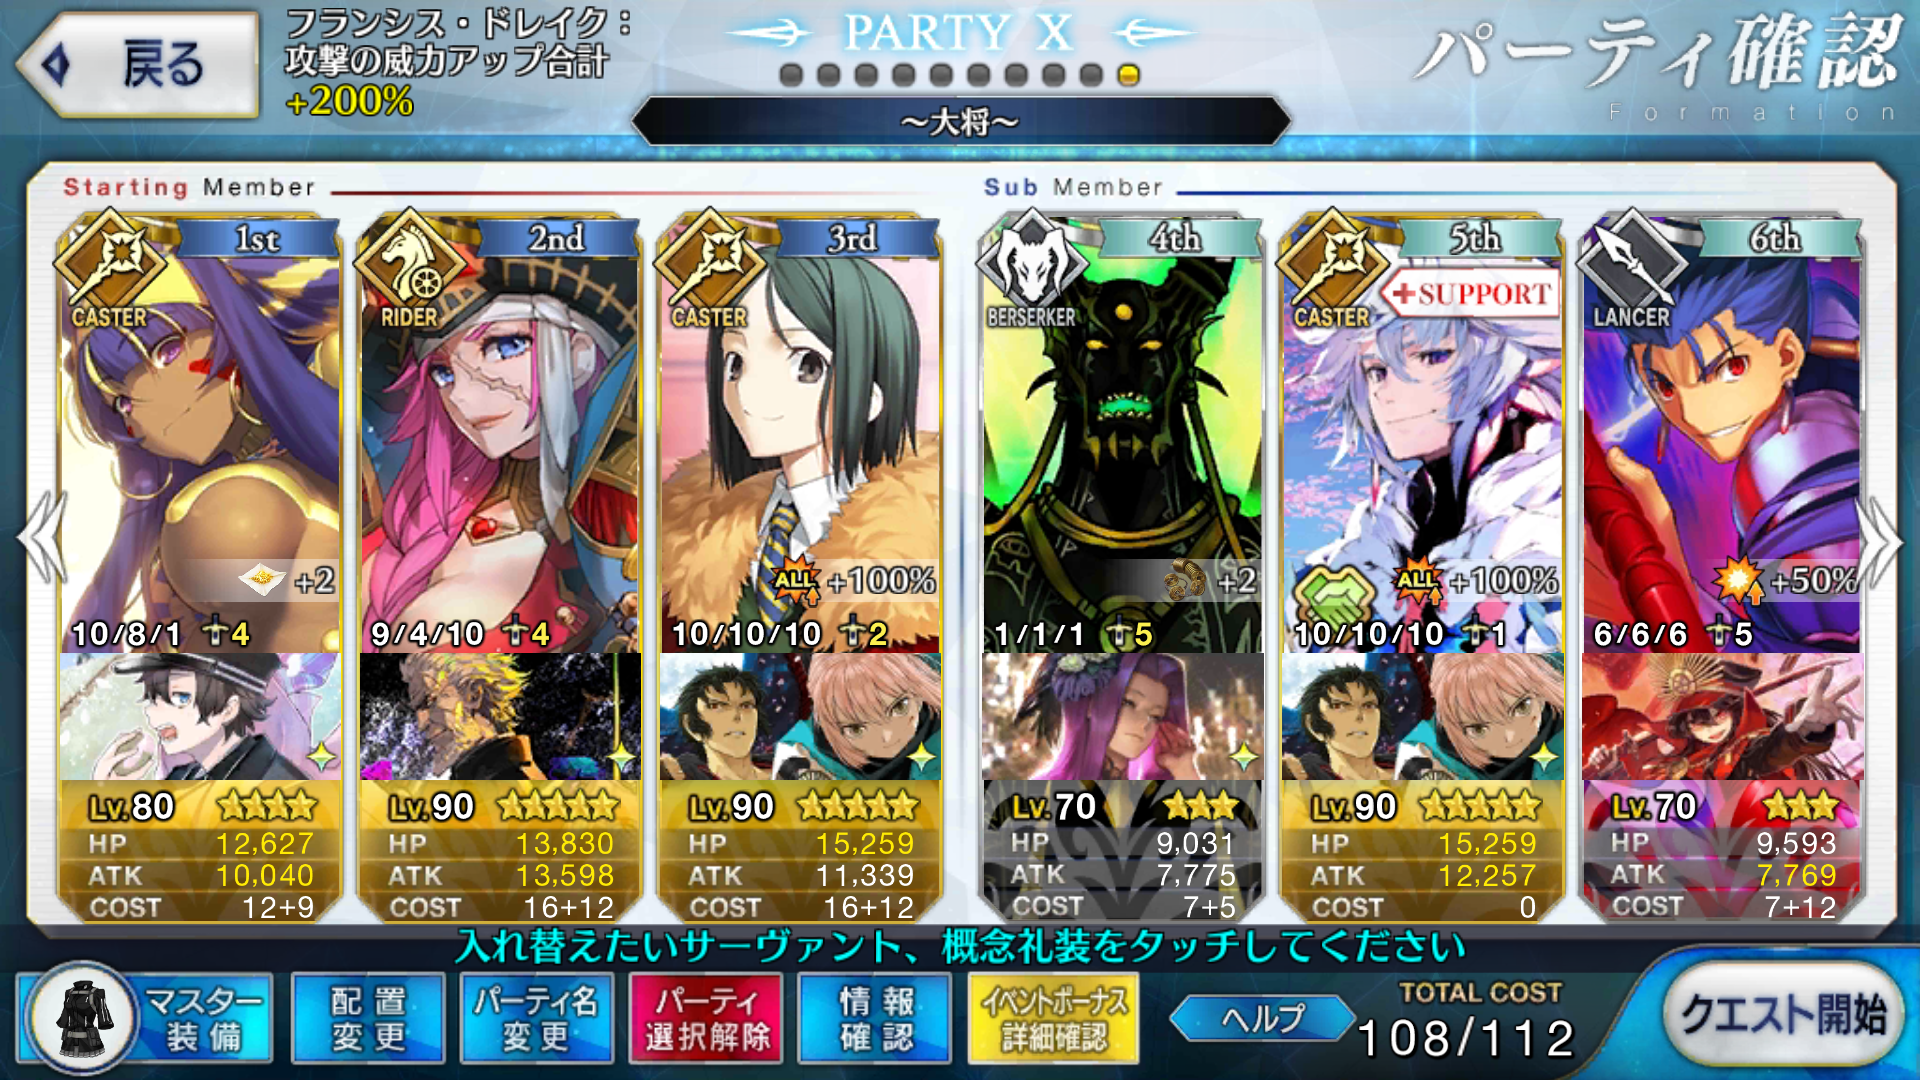 戻る
フランシス・ドレイク：
攻撃の威力アップ合計
+200%
PARTY X
～大将～
パーティ確認
Formation
Starting Member
Sub Member
1st
CASTER
+2
10/8/1 4
Lv.80
HP 12,627
ATK 10,040
COST 12+9
2nd
RIDER
9/4/10 4
Lv.90
HP 13,830
ATK 13,598
COST 16+12
3rd
CASTER
ALL +100%
10/10/10 2
Lv.90
HP 15,259
ATK 11,339
COST 16+12
4th
BERSERKER
+2
1/1/1 5
Lv.70
HP 9,031
ATK 7,775
COST 7+5
5th
+SUPPORT
CASTER
ALL +100%
10/10/10 1
Lv.90
HP 15,259
ATK 12,257
COST 0
6th
LANCER
+50%
6/6/6 5
Lv.70
HP 9,593
ATK 7,769
COST 7+12
入れ替えたいサーヴァント、概念礼装をタッチしてください
マスター
装備
配置
変更
パーティ名
変更
パーティ
選択解除
情報
確認
イベントボーナス
詳細確認
ヘルプ
TOTAL COST
108/112
クエスト開始